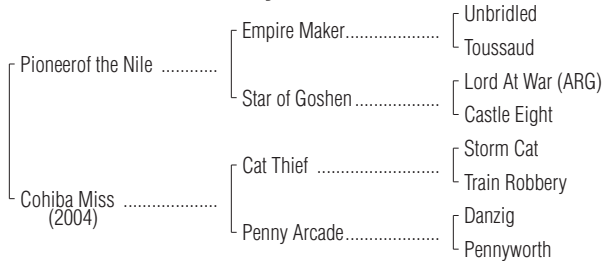 Unbridled
Empire Maker......................
Toussaud
Pioneerof the Nile ............
Lord At War (ARG)
Star of Goshen ..................
Castle Eight
Storm Cat
Cat Thief ..........................
Train Robbery
Cohiba Miss ....................
(2004)
Danzig
Penny Arcade....................
Pennyworth